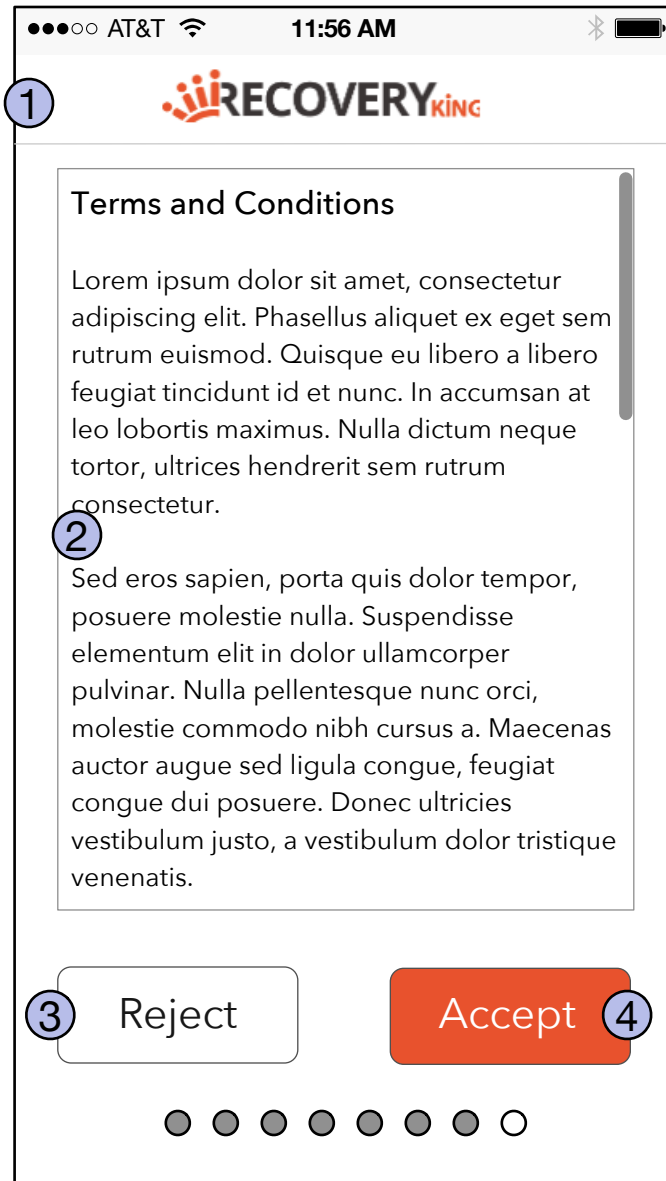 AT&T 11:56 AM
1
RECOVERY KING
Terms and Conditions
Lorem ipsum dolor sit amet, consectetur
adipiscing elit. Phasellus aliquet ex eget sem
rutrum euismod. Quisque eu libero a libero
feugiat tincidunt id et nunc. In accumsan at
leo lobortis maximus. Nulla dictum neque
tortor, ultrices hendrerit sem rutrum
consectetur.
2
Sed eros sapien, porta quis dolor tempor,
posuere molestie nulla. Suspendisse
elementum elit in dolor ullamcorper
pulvinar. Nulla pellentesque nunc orci,
molestie commodo nibh cursus a. Maecenas
auctor augue sed ligula congue, feugiat
congue dui posuere. Donec ultricies
vestibulum justo, a vestibulum dolor tristique
venenatis.
3 Reject Accept 4